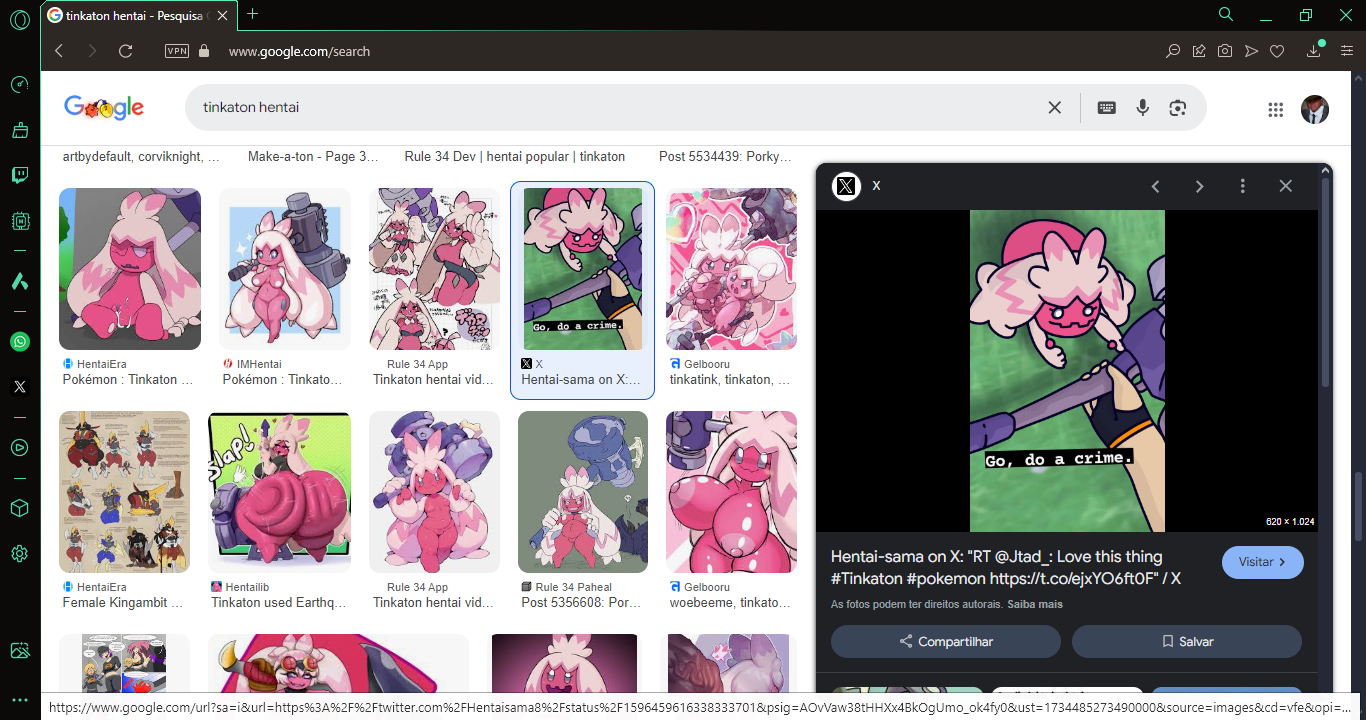 tinkaton hentai - Pesquisa
VPN
www.google.com/search
Google
tinkaton hentai
artbydefault, corviknight, ...
Make-a-ton - Page 3...
Rule 34 Dev | hentai popular | tinkaton
Post 5534439: Porky...
X
Go, do a crime.
HentaiEra
Pokémon : Tinkaton ...
IMHentai
Pokémon : Tinkato...
Rule 34 App
Tinkaton hentai vid...
X
Hentai-sama on X:...
Gelbooru
tinkatink, tinkaton, ...
Slap!
Go, do a crime.
620 × 1.024
Hentai-sama on X: "RT @Jtad_: Love this thing
#Tinkaton #pokemon https://t.co/ejxYO6ft0F" / X
Visitar
As fotos podem ter direitos autorais. Saiba mais
Compartilhar
Salvar
HentaiEra
Female Kingambit ...
Hentailib
Tinkaton used Earthq...
Rule 34 App
Tinkaton hentai vid...
Rule 34 Paheal
Post 5356608: Por...
Gelbooru
woebeeme, tinkato...
https://www.google.com/url?sa=i&url=https%3A%2F%2Ftwitter.com%2FHentaisama8%2Fstatus%2F1596459616338333701&psig=AOvVaw38tHHXx4BkOgUmo_ok4fy0&ust=1734485273490000&source=images&cd=vfe&opi=...